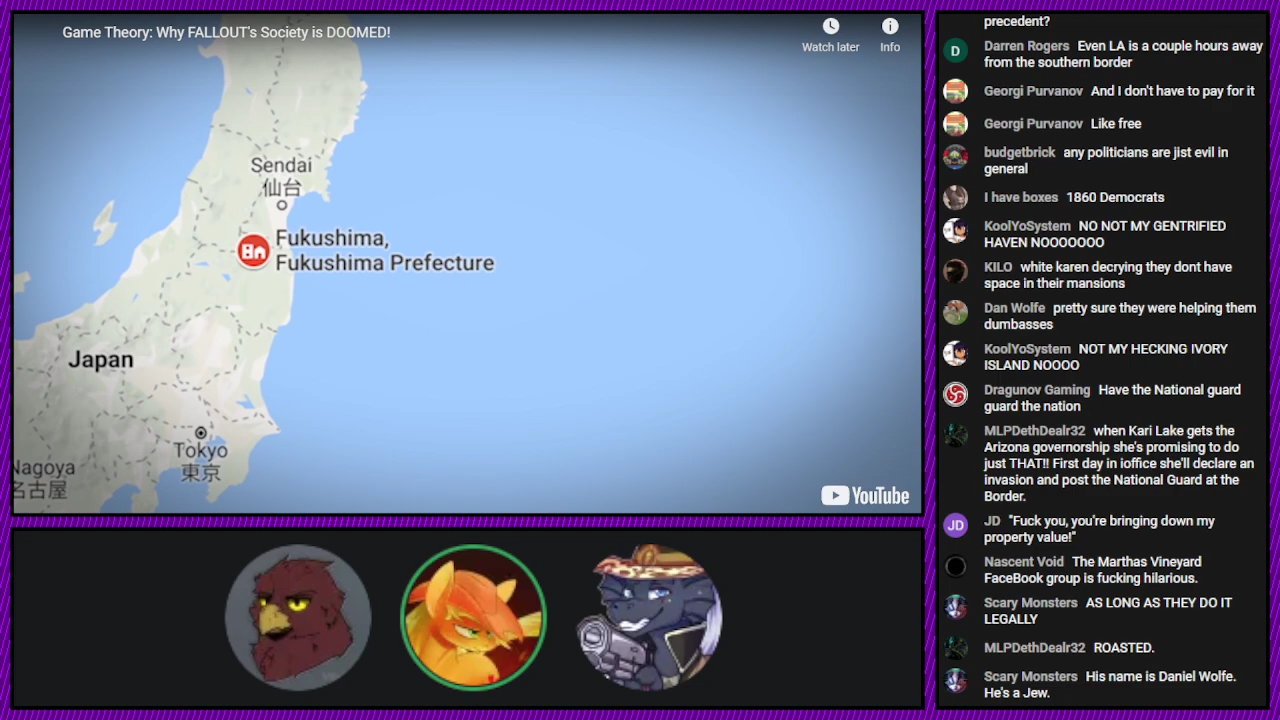 Game Theory: Why FALLOUT's Society is DOOMED!
Watch later
Info
Sendai
仙台
Fukushima,
Fukushima Prefecture
Japan
Tokyo
東京
Nagoya
名古屋
YouTube
precedent?
Darren Rogers Even LA is a couple hours away
from the southern border
Georgi Purvanov And I don't have to pay for it
Georgi Purvanov Like free
budgetbrick any politicians are jist evil in
general
I have boxes 1860 Democrats
KoolYoSystem NO NOT MY GENTRIFIED
HAVEN NOOOOOOO
KILO white karen decrying they dont have
space in their mansions
Dan Wolfe pretty sure they were helping them
dumbasses
KoolYoSystem NOT MY HECKING IVORY
ISLAND NOOOO
Dragunov Gaming Have the National guard
guard the nation
MLPDethDealr32 when Kari Lake gets the
Arizona governorship she's promising to do
just THAT!! First day in ioffice she'll declare an
invasion and post the National Guard at the
Border.
JD "Fuck you, you're bringing down my
property value!"
Nascent Void The Marthas Vineyard
FaceBook group is fucking hilarious.
Scary Monsters AS LONG AS THEY DO IT
LEGALLY
MLPDethDealr32 ROASTED.
Scary Monsters His name is Daniel Wolfe.
He's a Jew.
D
JD